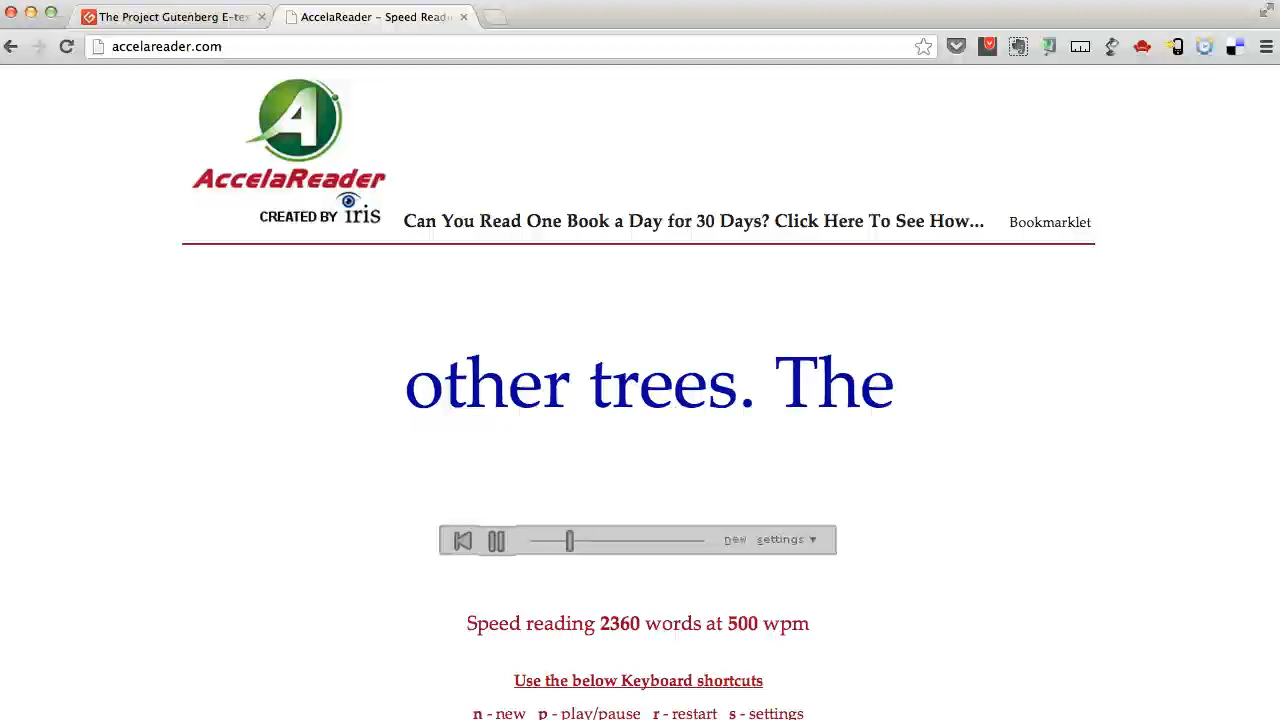 The Project Gutenberg E-tex
AccelaReader – Speed Read
accelareader.com
A
AccelaReader
CREATED BY iris
Can You Read One Book a Day for 30 Days? Click Here To See How... Bookmarklet
other trees. The
new settings ▼
Speed reading 2360 words at 500 wpm
Use the below Keyboard shortcuts
n - new p - play/pause r - restart s - settings